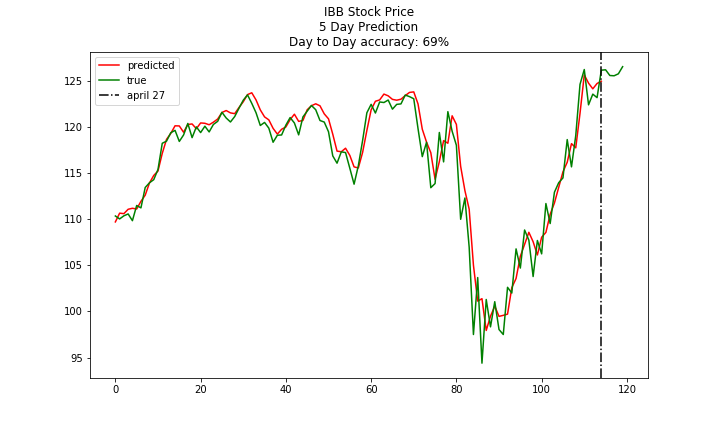 IBB Stock Price
5 Day Prediction
Day to Day accuracy: 69%
predicted
true
april 27
125
120
115
110
105
100
95
0
20
40
60
80
100
120